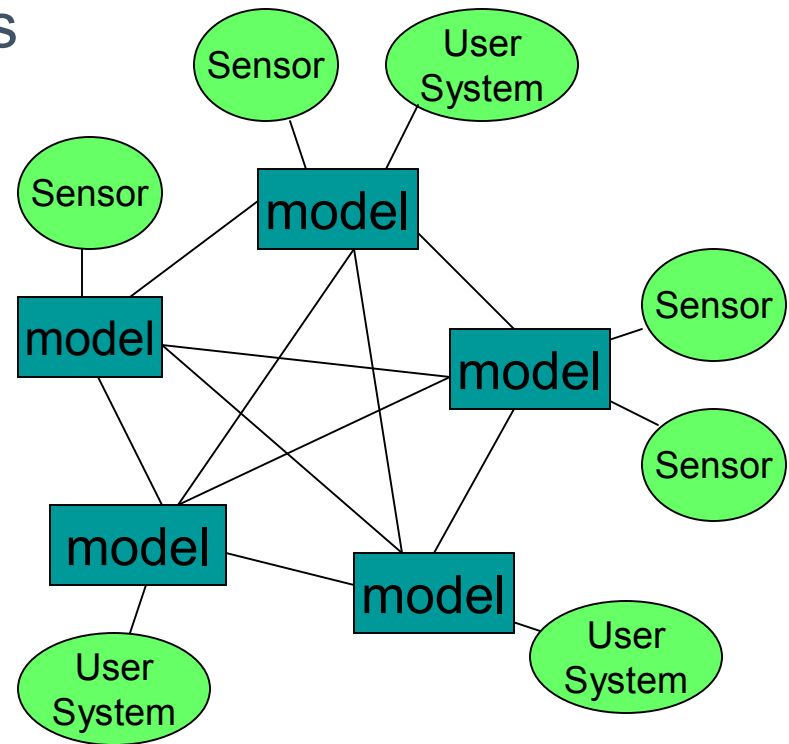 s
Sensor
User
System
Sensor
model
model
Sensor
model
Sensor
model
model
User
System
User
System